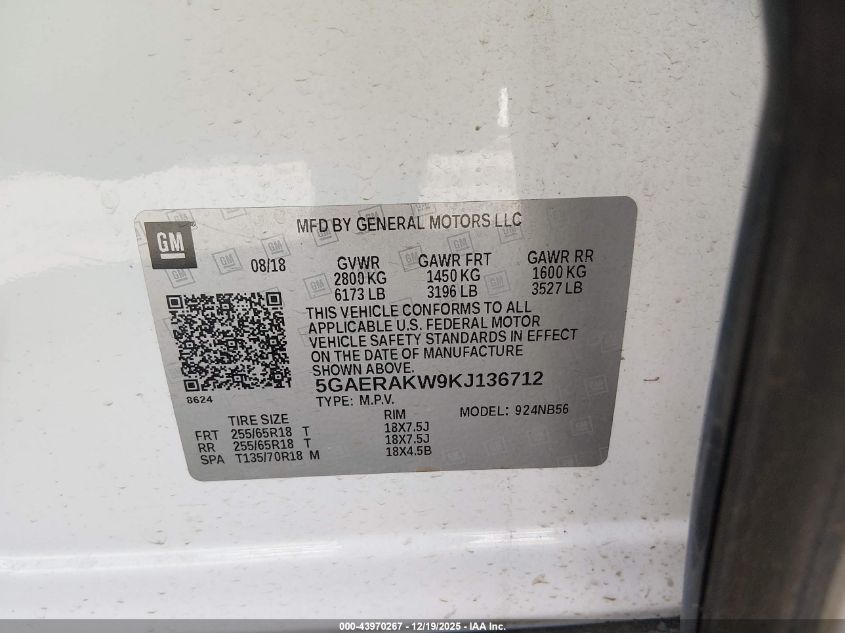 MFD BY GENERAL MOTORS LLC
GM
08/18
GVWR GAWR FRT GAWR RR
2800 KG 1450 KG 1600 KG
6173 LB 3196 LB 3527 LB
THIS VEHICLE CONFORMS TO ALL
APPLICABLE U.S. FEDERAL MOTOR
VEHICLE SAFETY STANDARDS IN EFFECT
ON THE DATE OF MANUFACTURE
SHOWN ABOVE.
5GAERAKW9KJ136712
8624
TYPE: M.P.V.
MODEL: 924NB56
TIRE SIZE RIM
FRT 255/65R18 T 18X7.5J
RR 255/65R18 T 18X7.5J
SPA T135/70R18 M 18X4.5B
000-43970267 - 12/19/2025 - IAA Inc.